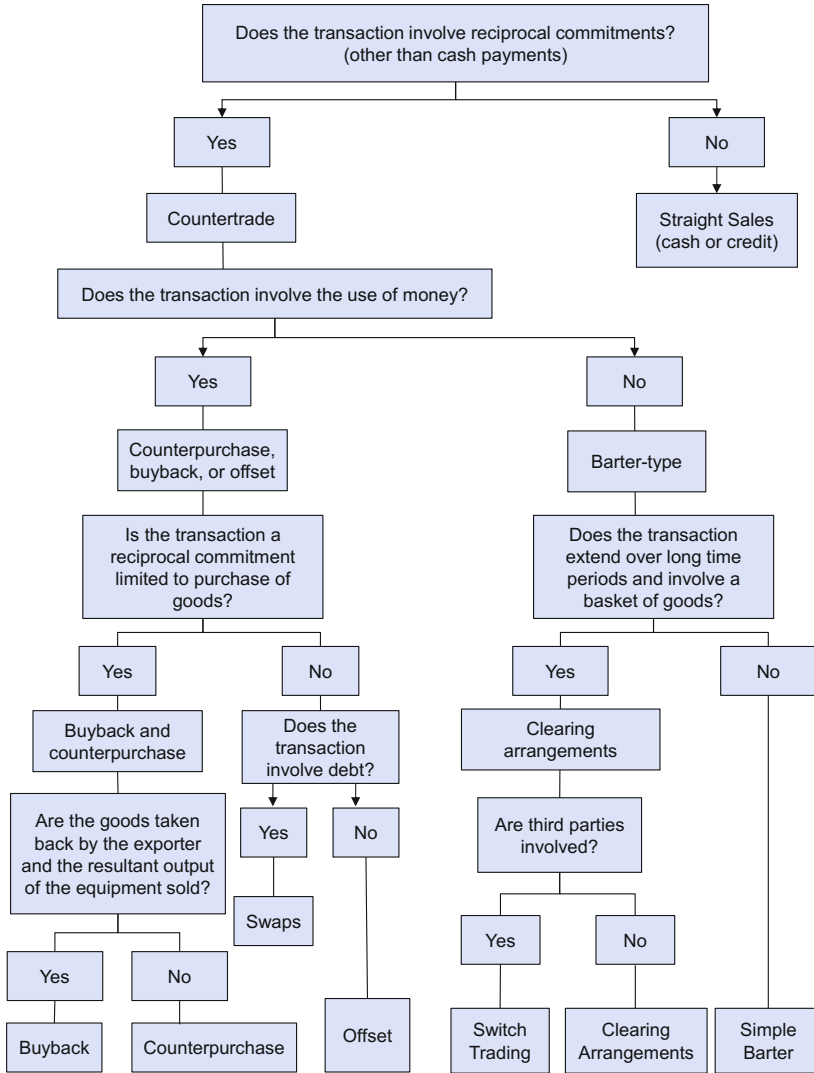 Does the transaction involve reciprocal commitments?
(other than cash payments)
Yes
No
Countertrade
Straight Sales
(cash or credit)
Does the transaction involve the use of money?
Yes
No
Counterpurchase,
buyback, or offset
Barter-type
Is the transaction a
reciprocal commitment
limited to purchase of
goods?
Does the transaction
extend over long time
periods and involve a
basket of goods?
Yes
No
Yes
No
Buyback and
counterpurchase
Does the
transaction
involve debt?
Clearing
arrangements
Are the goods taken
back by the exporter
and the resultant output
of the equipment sold?
Yes
No
Are third parties
involved?
Swaps
Yes
No
Yes
No
Buyback
Counterpurchase
Offset
Switch
Trading
Clearing
Arrangements
Simple
Barter